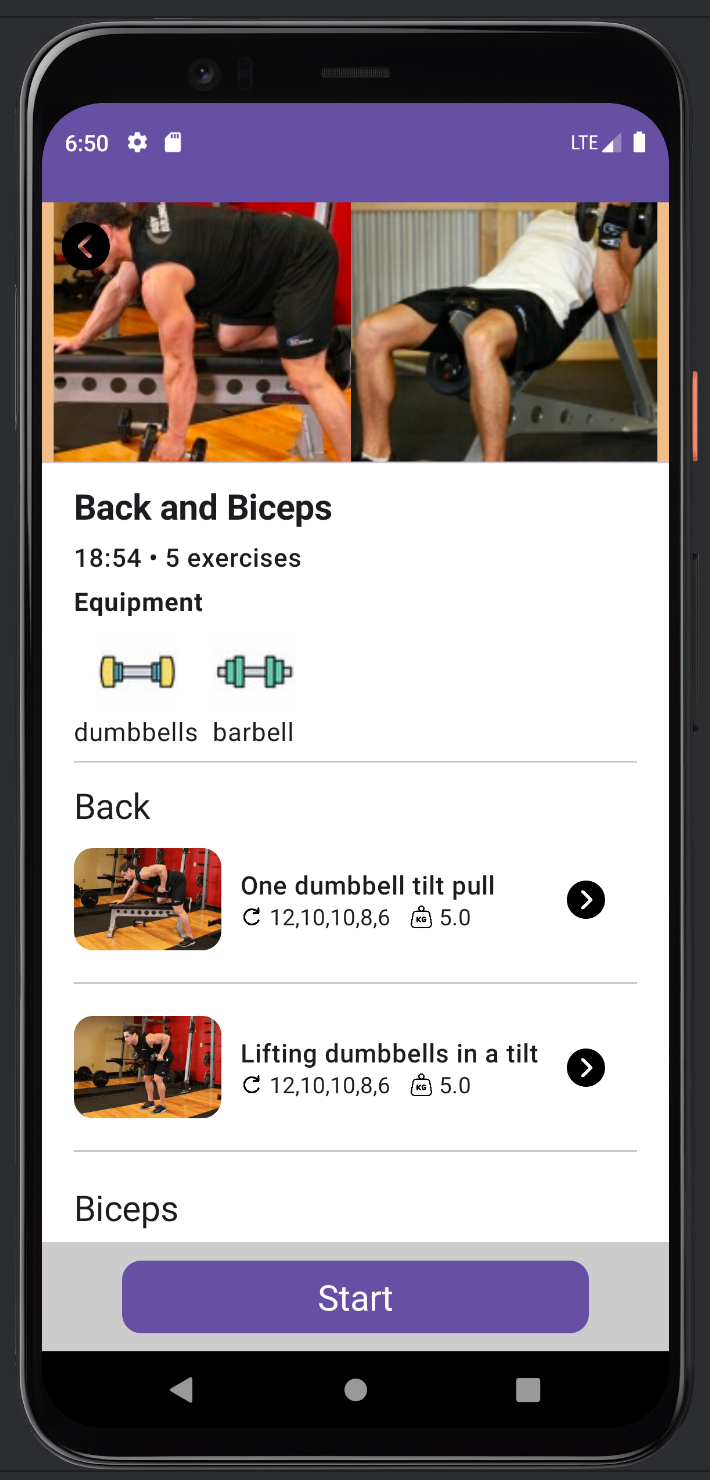 6:50 LTE
Back and Biceps
18:54 • 5 exercises
Equipment
dumbbells barbell
Back
One dumbbell tilt pull
12,10,10,8,6 KG 5.0
Lifting dumbbells in a tilt
12,10,10,8,6 KG 5.0
Biceps
Start